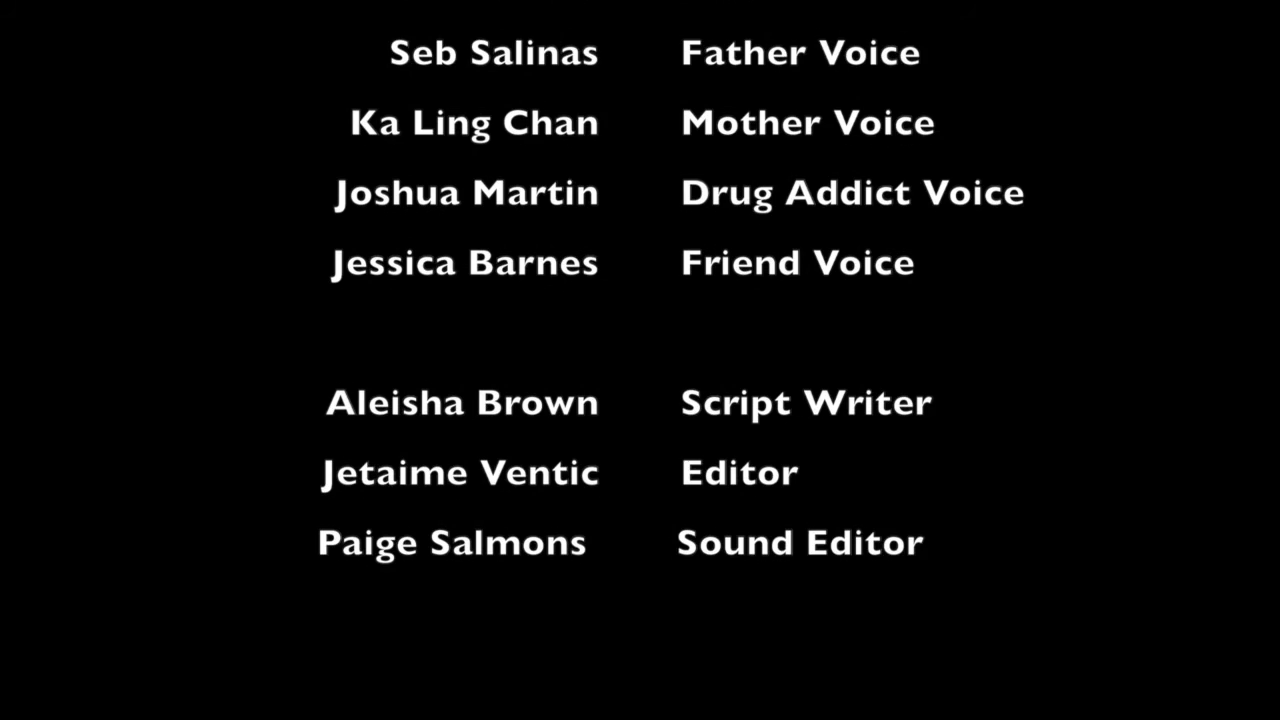 Seb Salinas Father Voice
Ka Ling Chan Mother Voice
Joshua Martin Drug Addict Voice
Jessica Barnes Friend Voice
Aleisha Brown Script Writer
Jetaime Ventic Editor
Paige Salmons Sound Editor